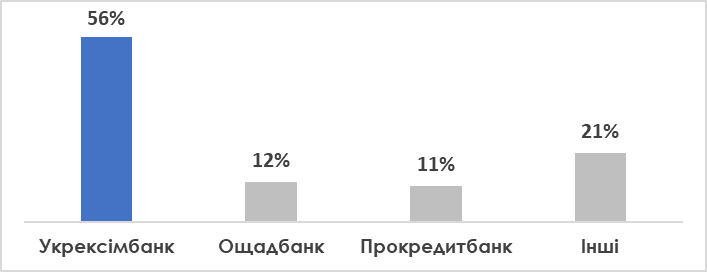 56%
12%
11%
21%
Укрексімбанк
Ощадбанк
Прокредитбанк
Інші